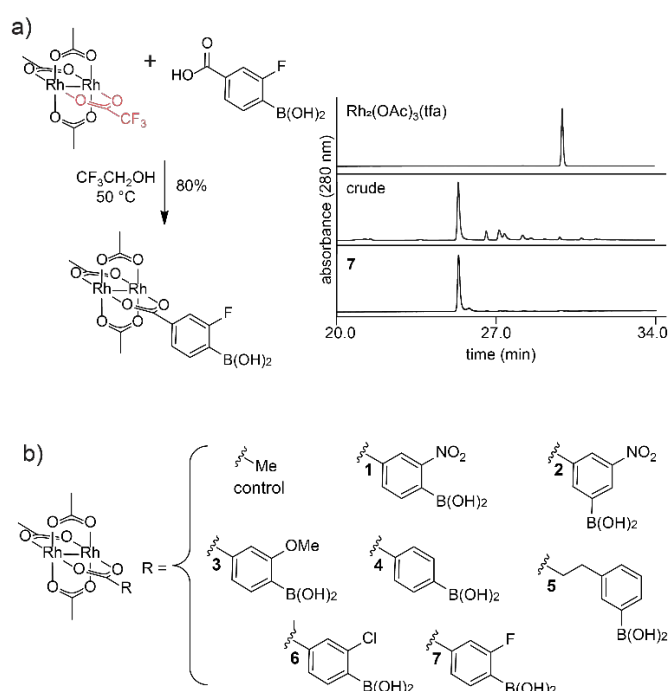 a)
O
O
O
O
Rh
Rh
O
O
O
O
CF₃
+
O
HO
F
B(OH)₂
CF₃CH₂OH
50 °C
80%
O
O
O
O
Rh
Rh
O
O
O
O
F
B(OH)₂
absorbance (280 nm)
Rh₂(OAc)₃(tfa)
crude
7
20.0
27.0
34.0
time (min)
b)
O
O
O
O
Rh
Rh
O
O
O
O
R
R =
Me
control
1
NO₂
B(OH)₂
2
NO₂
B(OH)₂
3
OMe
B(OH)₂
4
B(OH)₂
5
B(OH)₂
6
Cl
B(OH)₂
7
F
B(OH)₂